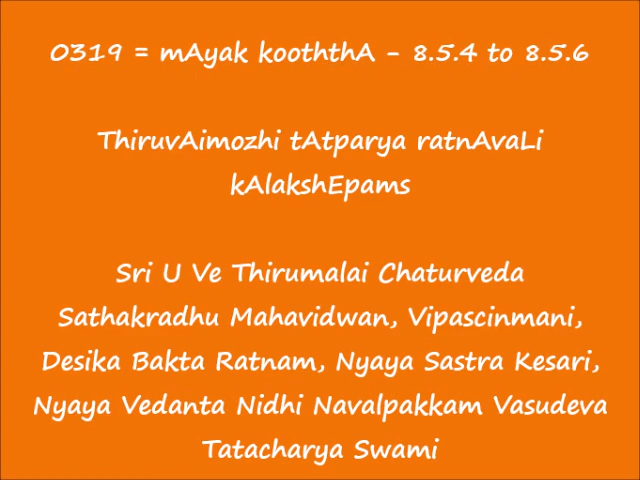 0319 = mAyak kooththA - 8.5.4 to 8.5.6
ThiruvAimozhi tAtparya ratnAvaLi
kAlakshEpams
Sri U Ve Thirumalai Chaturveda
Sathakradhu Mahavidwan, Vipascinmani,
Desika Bakta Ratnam, Nyaya Sastra Kesari,
Nyaya Vedanta Nidhi Navalpakkam Vasudeva
Tatacharya Swami